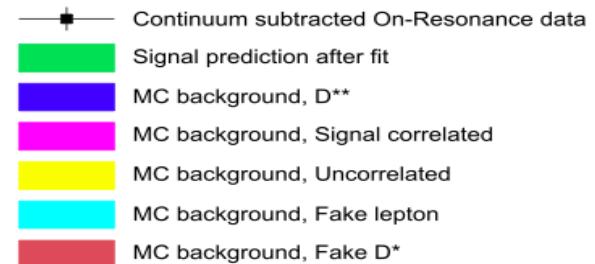 Continuum subtracted On-Resonance data
Signal prediction after fit
MC background, D**
MC background, Signal correlated
MC background, Uncorrelated
MC background, Fake lepton
MC background, Fake D*